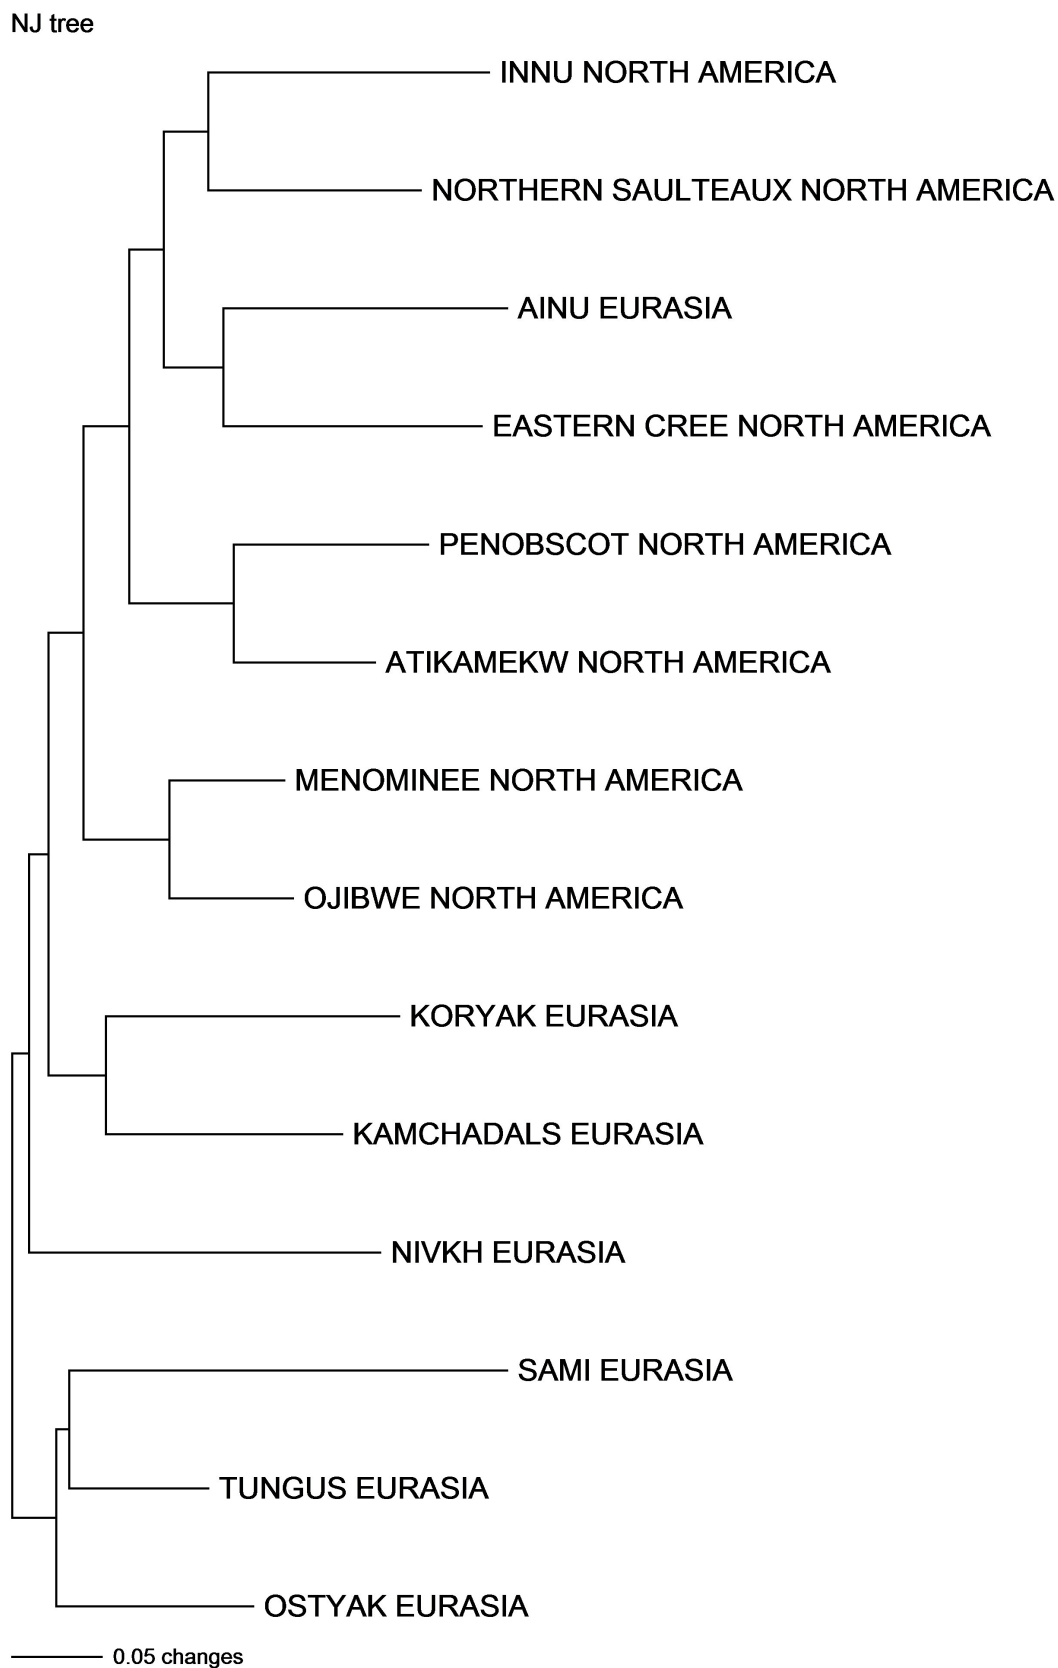 NJ tree
INNU NORTH AMERICA
NORTHERN SAULTEAUX NORTH AMERICA
AINU EURASIA
EASTERN CREE NORTH AMERICA
PENOBSCOT NORTH AMERICA
ATIKAMEKW NORTH AMERICA
MENOMINEE NORTH AMERICA
OJIBWE NORTH AMERICA
KORYAK EURASIA
KAMCHADALS EURASIA
NIVKH EURASIA
SAMI EURASIA
TUNGUS EURASIA
OSTYAK EURASIA
0.05 changes